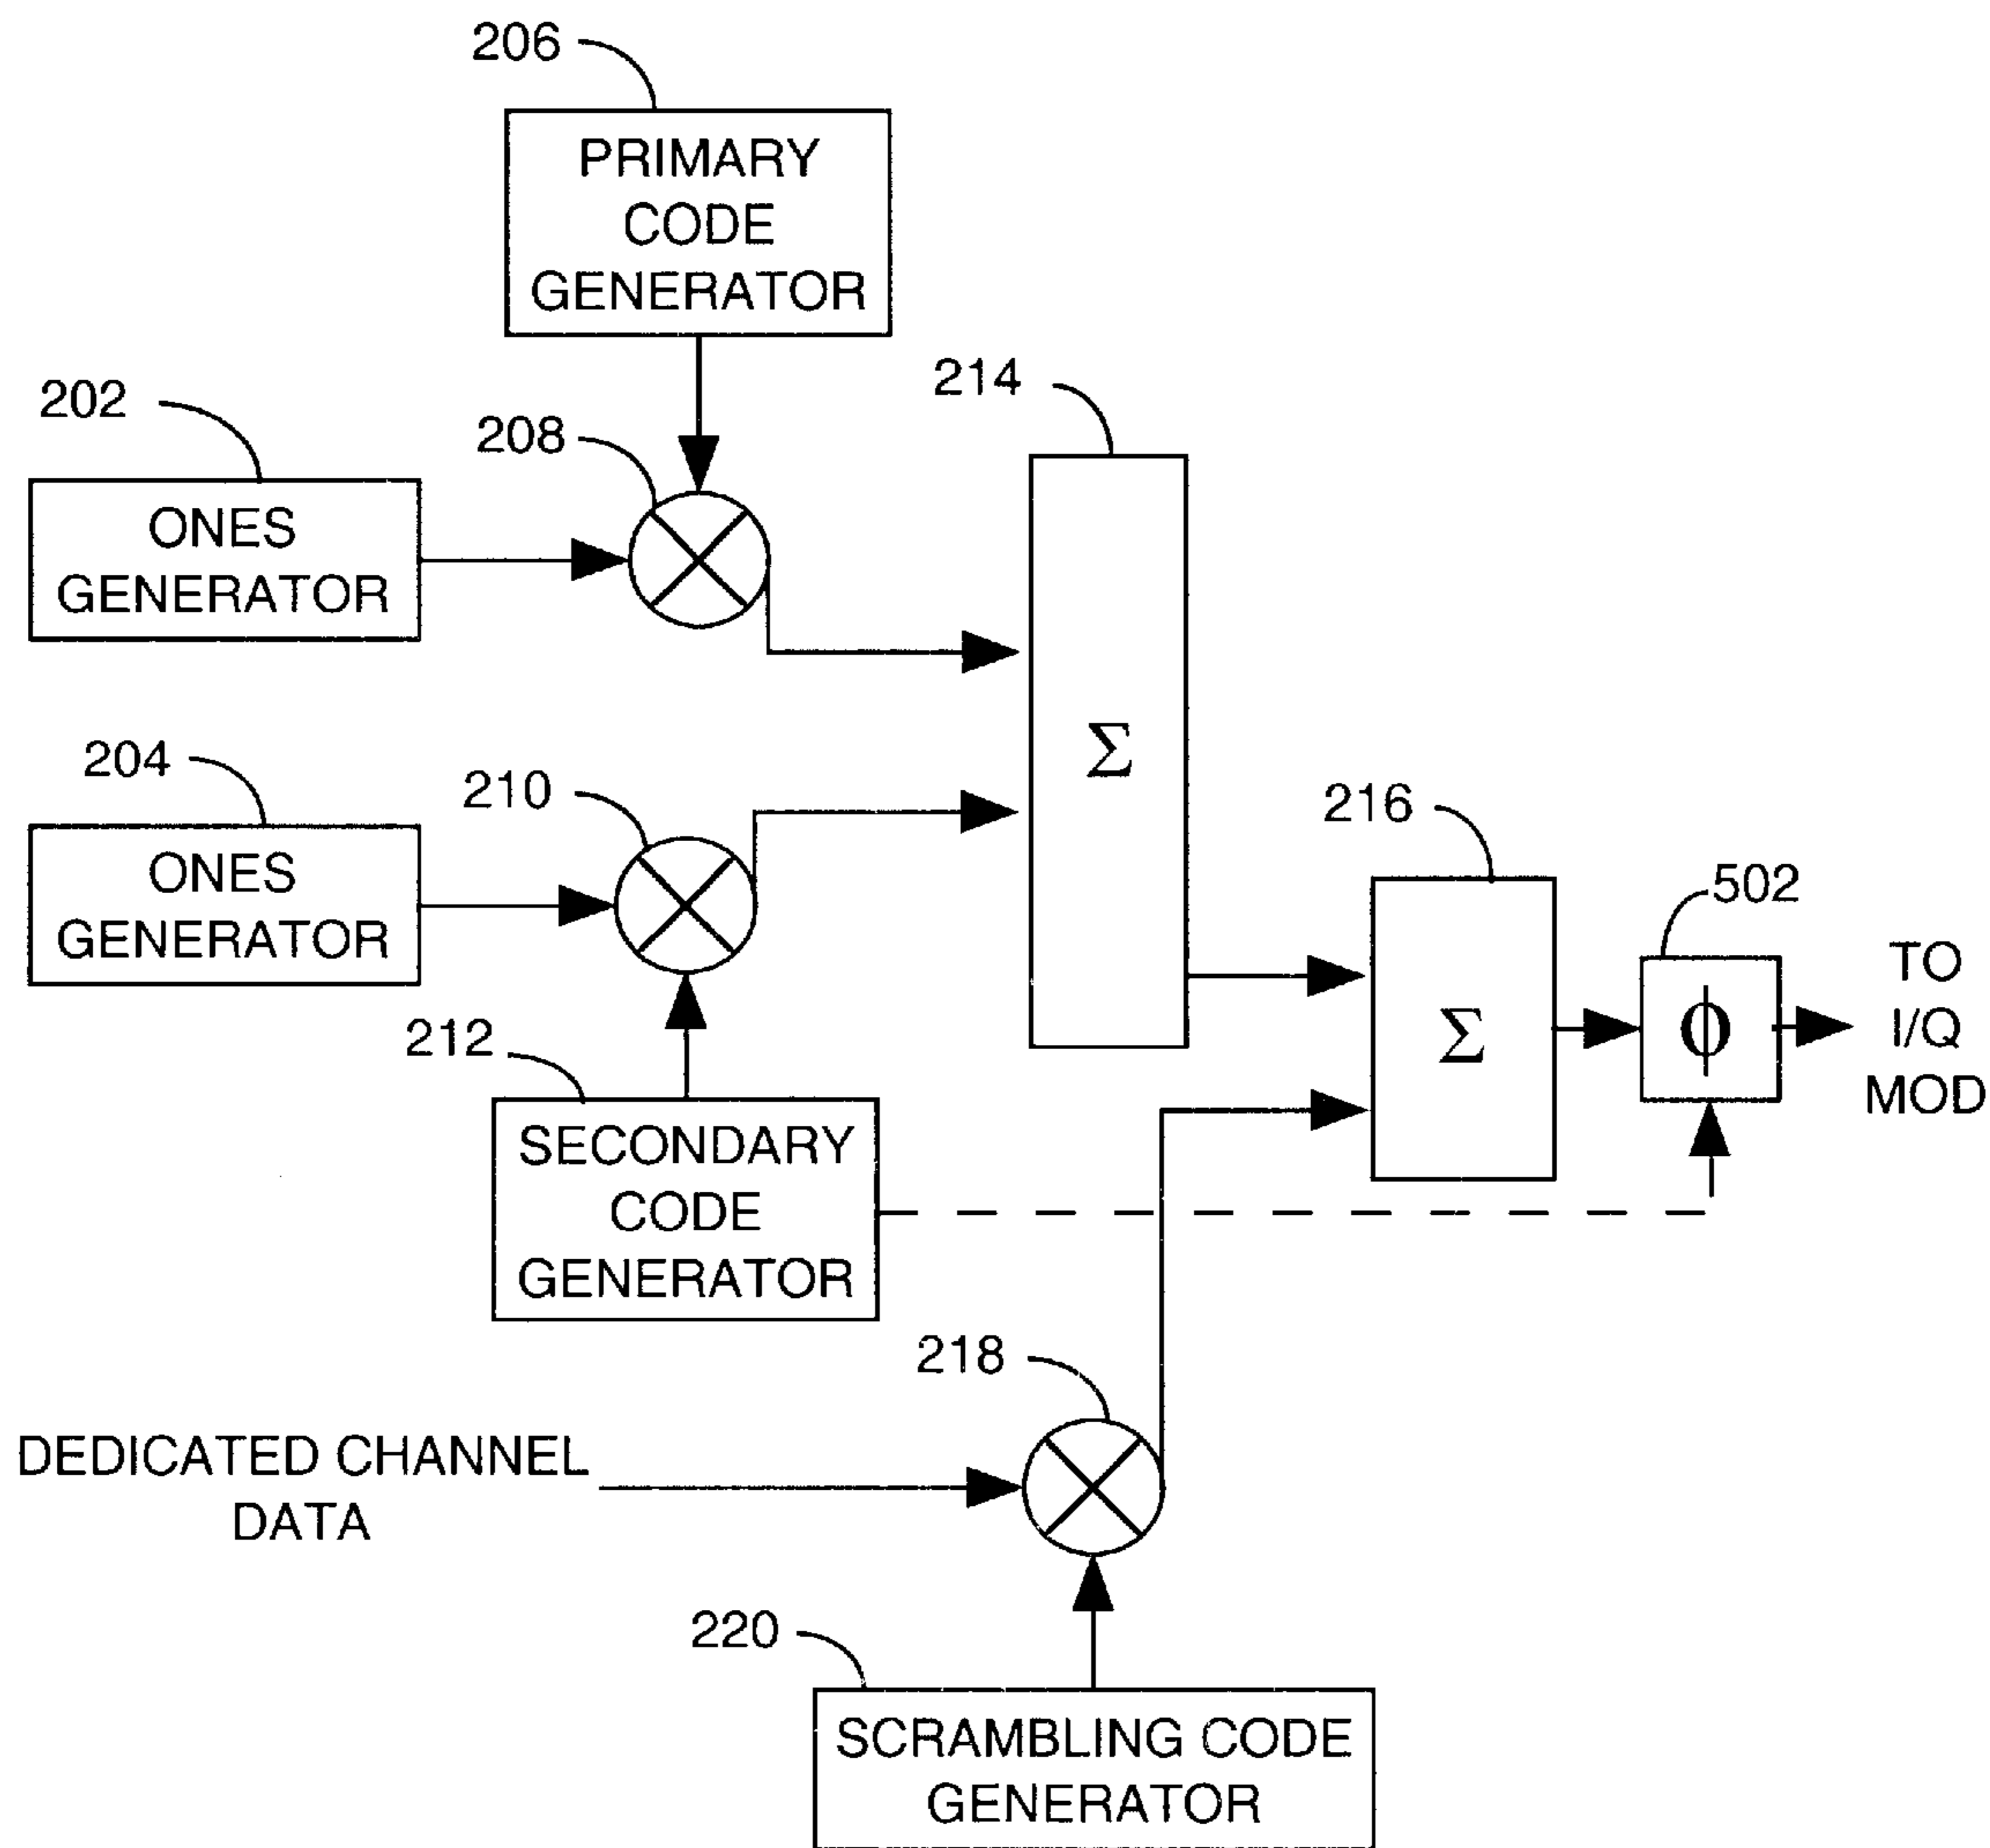 206
PRIMARY
CODE
GENERATOR
214
202
208
ONES
GENERATOR
Σ
204
210
216
ONES
GENERATOR
502
TO
I/Q
MOD
Σ
ϕ
212
SECONDARY
CODE
GENERATOR
218
DEDICATED CHANNEL
DATA
220
SCRAMBLING CODE
GENERATOR